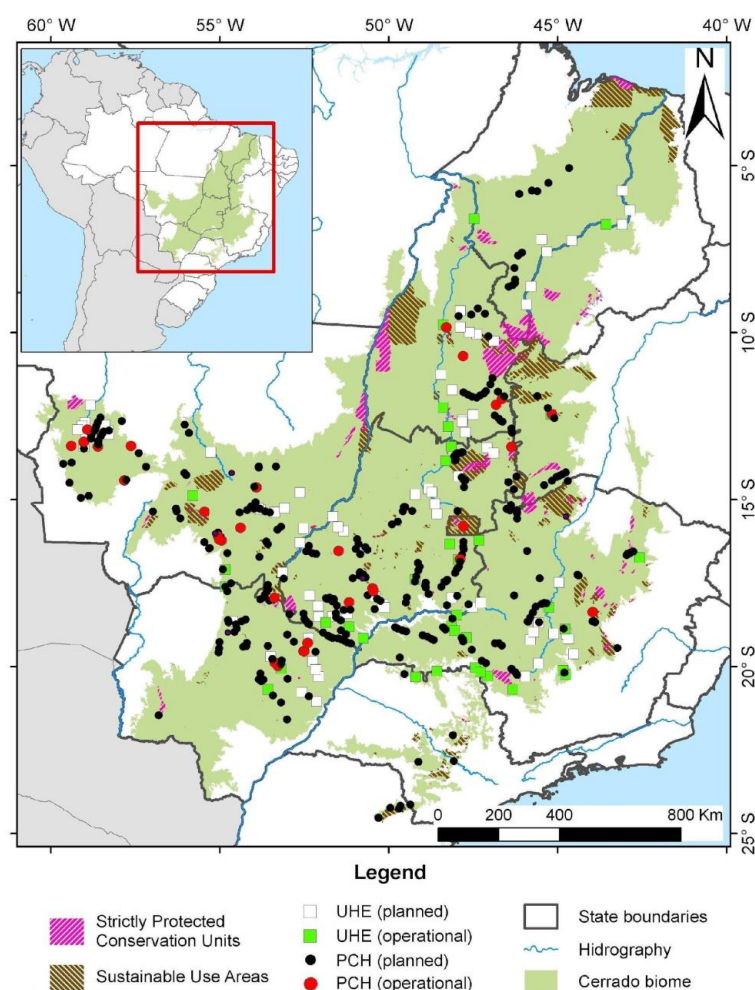 60° W
55° W
50° W
45° W
40° W
N
5° S
10° S
15° S
20° S
25° S
0 200 400 800 Km
Legend
Strictly Protected
Conservation Units
Sustainable Use Areas
UHE (planned)
UHE (operational)
PCH (planned)
PCH (operational)
State boundaries
Hidrography
Cerrado biome